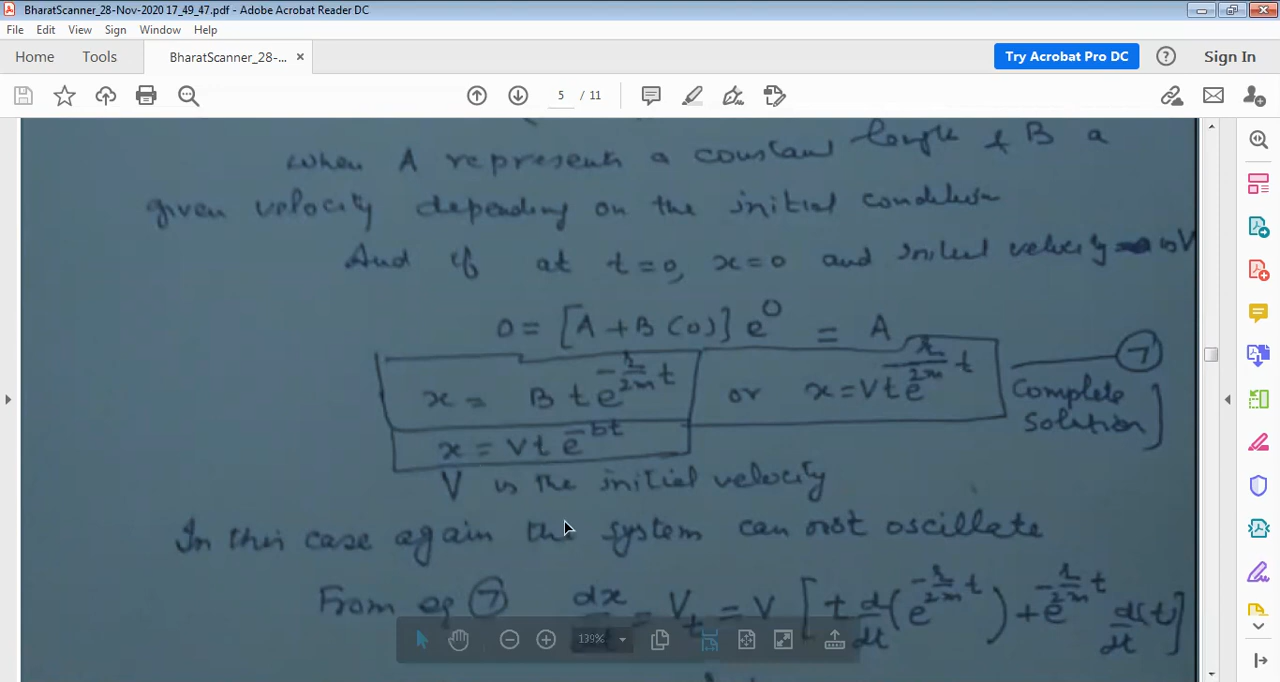 BharatScanner_28-Nov-2020 17_49_47.pdf - Adobe Acrobat Reader DC
File Edit View Sign Window Help
Home Tools BharatScanner_28-... × Try Acrobat Pro DC ? Sign In
5 / 11
when A represents a constant length & B a
given velocity depending on the initial condition
And if at t=0, x=0 and initial velocity is V
0 = [A + B (0)] e^0 = A
x = B t e^{-r/2m t} or x = V t e^{-r/2m t} ⑦
x = V t e^{-bt} Complete Solution]
V is the initial velocity
In this case again the system can not oscillate
From eq ⑦ dx = V_t = V [ t d/dt (e^{-r/2m t}) + e^{-r/2m t} d(t)/dt ]
139%